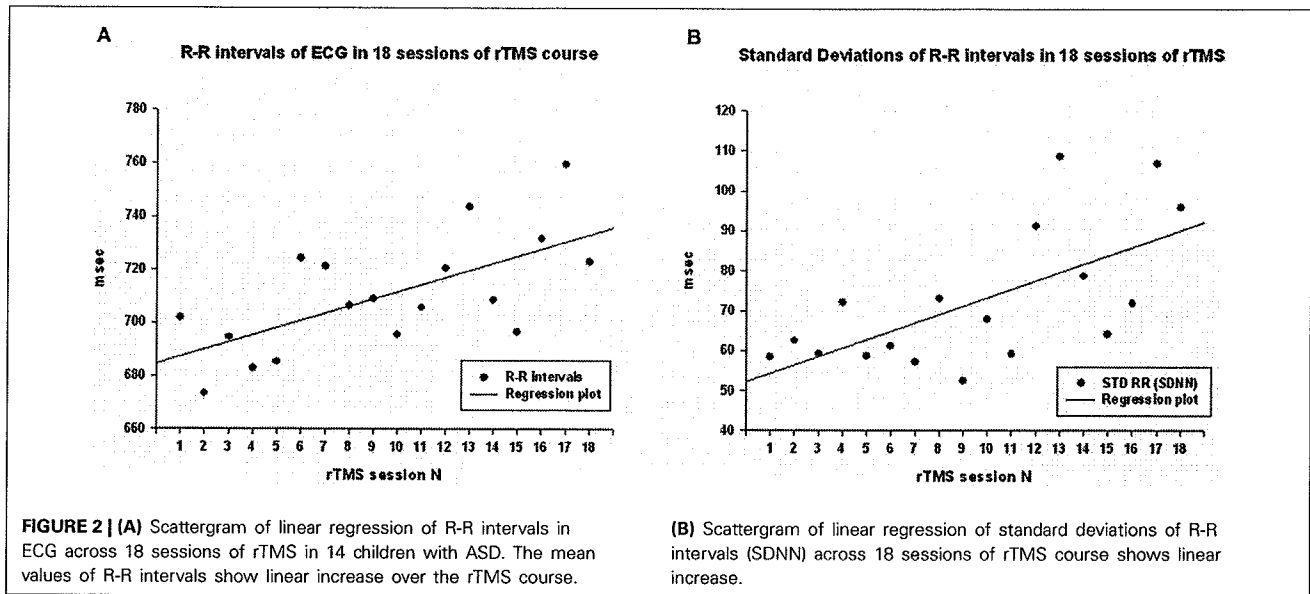 A
R-R intervals of ECG in 18 sessions of rTMS course
780
760
740
720
700
680
660
msec
R-R Intervals
Regression plot
1 2 3 4 5 6 7 8 9 10 11 12 13 14 15 16 17 18
rTMS session N
B
Standard Deviations of R-R intervals in 18 sessions of rTMS
120
110
100
90
80
70
60
50
40
msec
STD RR (SDNN)
Regression plot
1 2 3 4 5 6 7 8 9 10 11 12 13 14 15 16 17 18
rTMS session N
FIGURE 2 | (A) Scattergram of linear regression of R-R intervals in
ECG across 18 sessions of rTMS in 14 children with ASD. The mean
values of R-R intervals show linear increase over the rTMS course.
(B) Scattergram of linear regression of standard deviations of R-R
intervals (SDNN) across 18 sessions of rTMS course shows linear
increase.